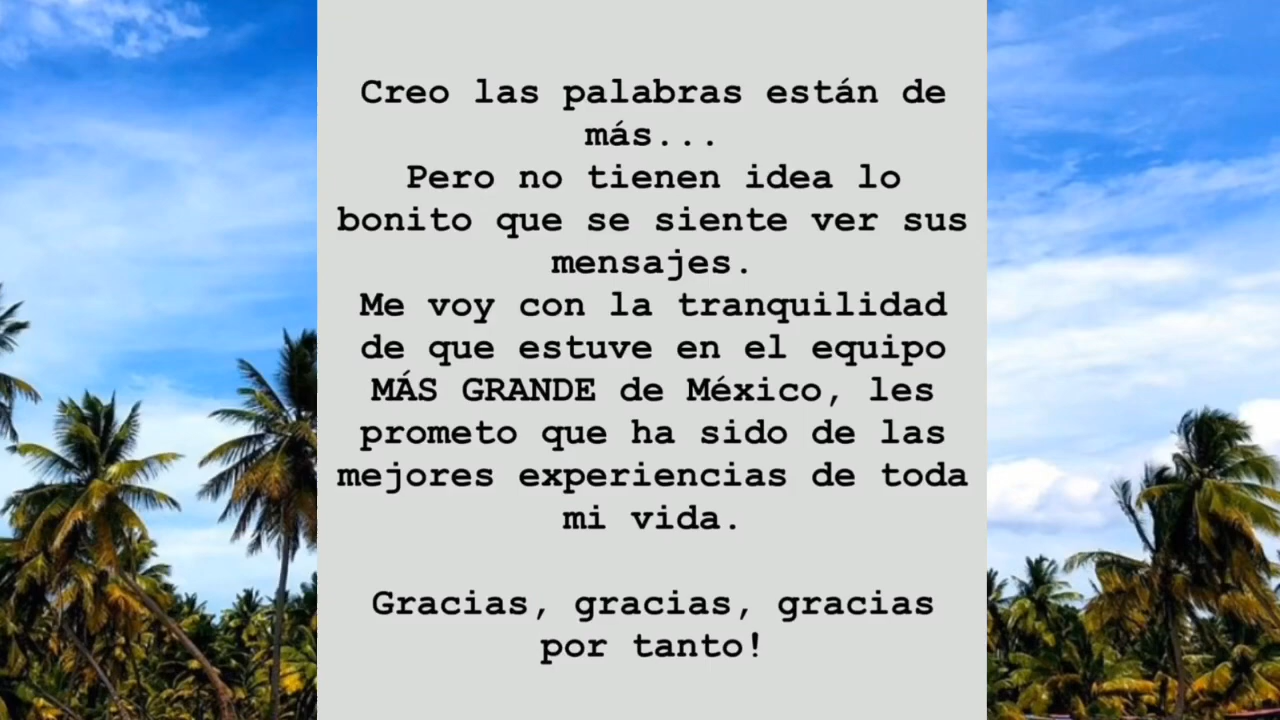 Creo las palabras están de
más...
Pero no tienen idea lo
bonito que se siente ver sus
mensajes.
Me voy con la tranquilidad
de que estuve en el equipo
MÁS GRANDE de México, les
prometo que ha sido de las
mejores experiencias de toda
mi vida.
Gracias, gracias, gracias
por tanto!